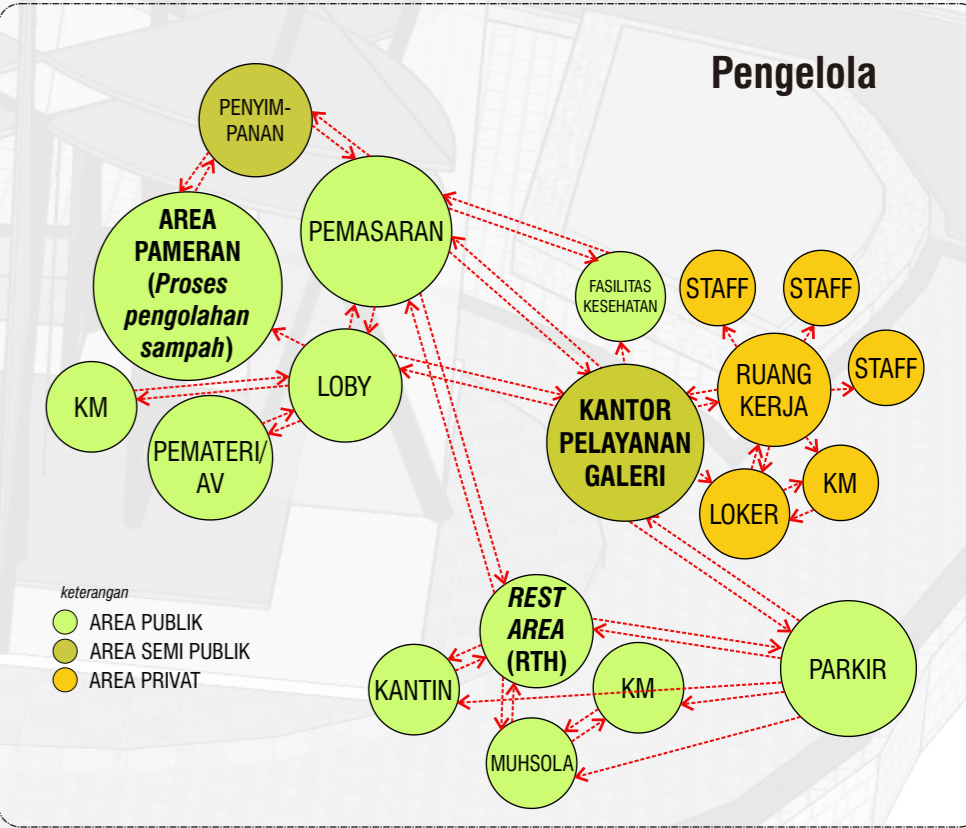 Pengelola
PENYIM-
PANAN
AREA
PAMERAN
(Proses
pengolahan
sampah)
PEMASARAN
FASILITAS
KESEHATAN
STAFF
STAFF
STAFF
RUANG
KERJA
KM
LOBY
PEMATERI/
AV
KANTOR
PELAYANAN
GALERI
LOKER
KM
REST
AREA
(RTH)
KANTIN
KM
MUHSOLA
PARKIR
keterangan
AREA PUBLIK
AREA SEMI PUBLIK
AREA PRIVAT